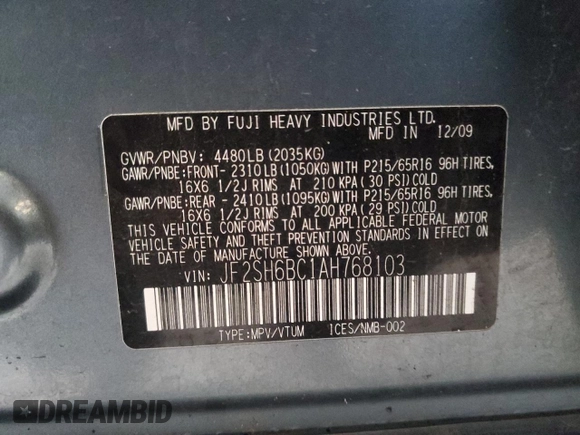 MFD BY FUJI HEAVY INDUSTRIES LTD.
MFD IN 12/09
GVWR/PNBV: 4480LB(2035KG)
GAWR/PNBE:FRONT- 2310LB(1050KG)WITH P215/65R16 96H TIRES,
16X6 1/2J RIMS AT 210 KPA(30 PSI)COLD
GAWR/PNBE:REAR - 2410LB(1095KG)WITH P215/65R16 96H TIRES,
16X6 1/2J RIMS AT 200 KPA(29 PSI)COLD
THIS VEHICLE CONFORMS TO ALL APPLICABLE FEDERAL MOTOR
VEHICLE SAFETY AND THEFT PREVENTION STANDARDS IN EFFECT ON
THE DATE OF MANUFACTURE SHOWN ABOVE.
VIN: JF2SH6BC1AH768103
TYPE:MPV/VTUM ICES/NMB-002
DREAMBID